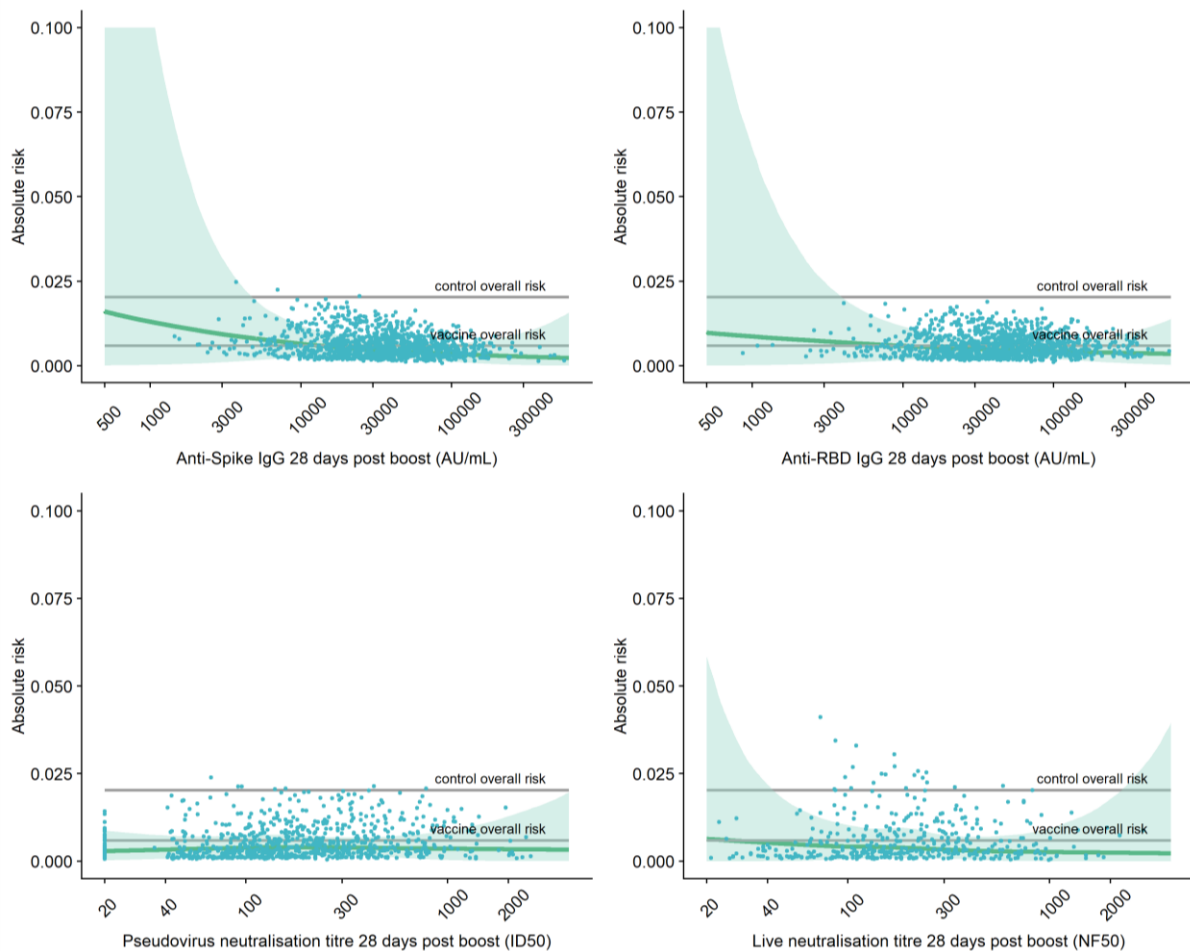 0.100
0.075
0.050
0.025
0.000
Absolute risk
control overall risk
vaccine overall risk
500
1000
3000
10000
30000
100000
300000
Anti-Spike IgG 28 days post boost (AU/mL)
0.100
0.075
0.050
0.025
0.000
Absolute risk
control overall risk
vaccine overall risk
500
1000
3000
10000
30000
100000
300000
Anti-RBD IgG 28 days post boost (AU/mL)
0.100
0.075
0.050
0.025
0.000
Absolute risk
control overall risk
vaccine overall risk
20
40
100
300
1000
2000
Pseudovirus neutralisation titre 28 days post boost (ID50)
0.100
0.075
0.050
0.025
0.000
Absolute risk
control overall risk
vaccine overall risk
20
40
100
300
1000
2000
Live neutralisation titre 28 days post boost (NF50)